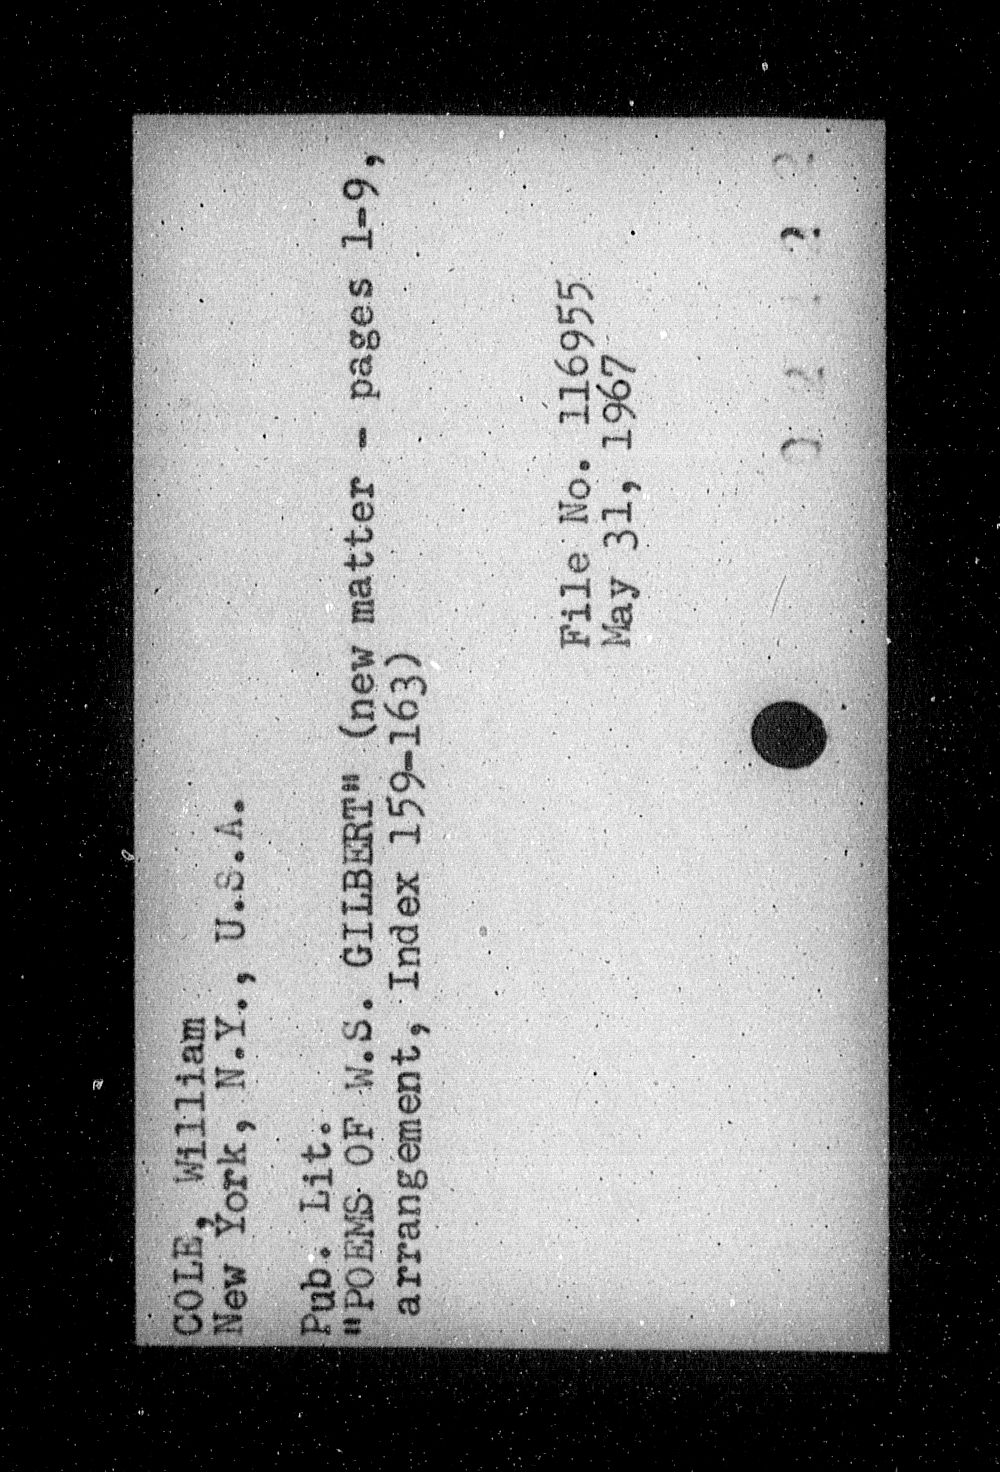 COLE, William
New York, N.Y., U.S.A.
Pub. Lit.
"POEMS OF W.S. GILBERT" (new matter - pages 1-9,
arrangement, Index 159-163)
File No. 116955
May 31, 1967